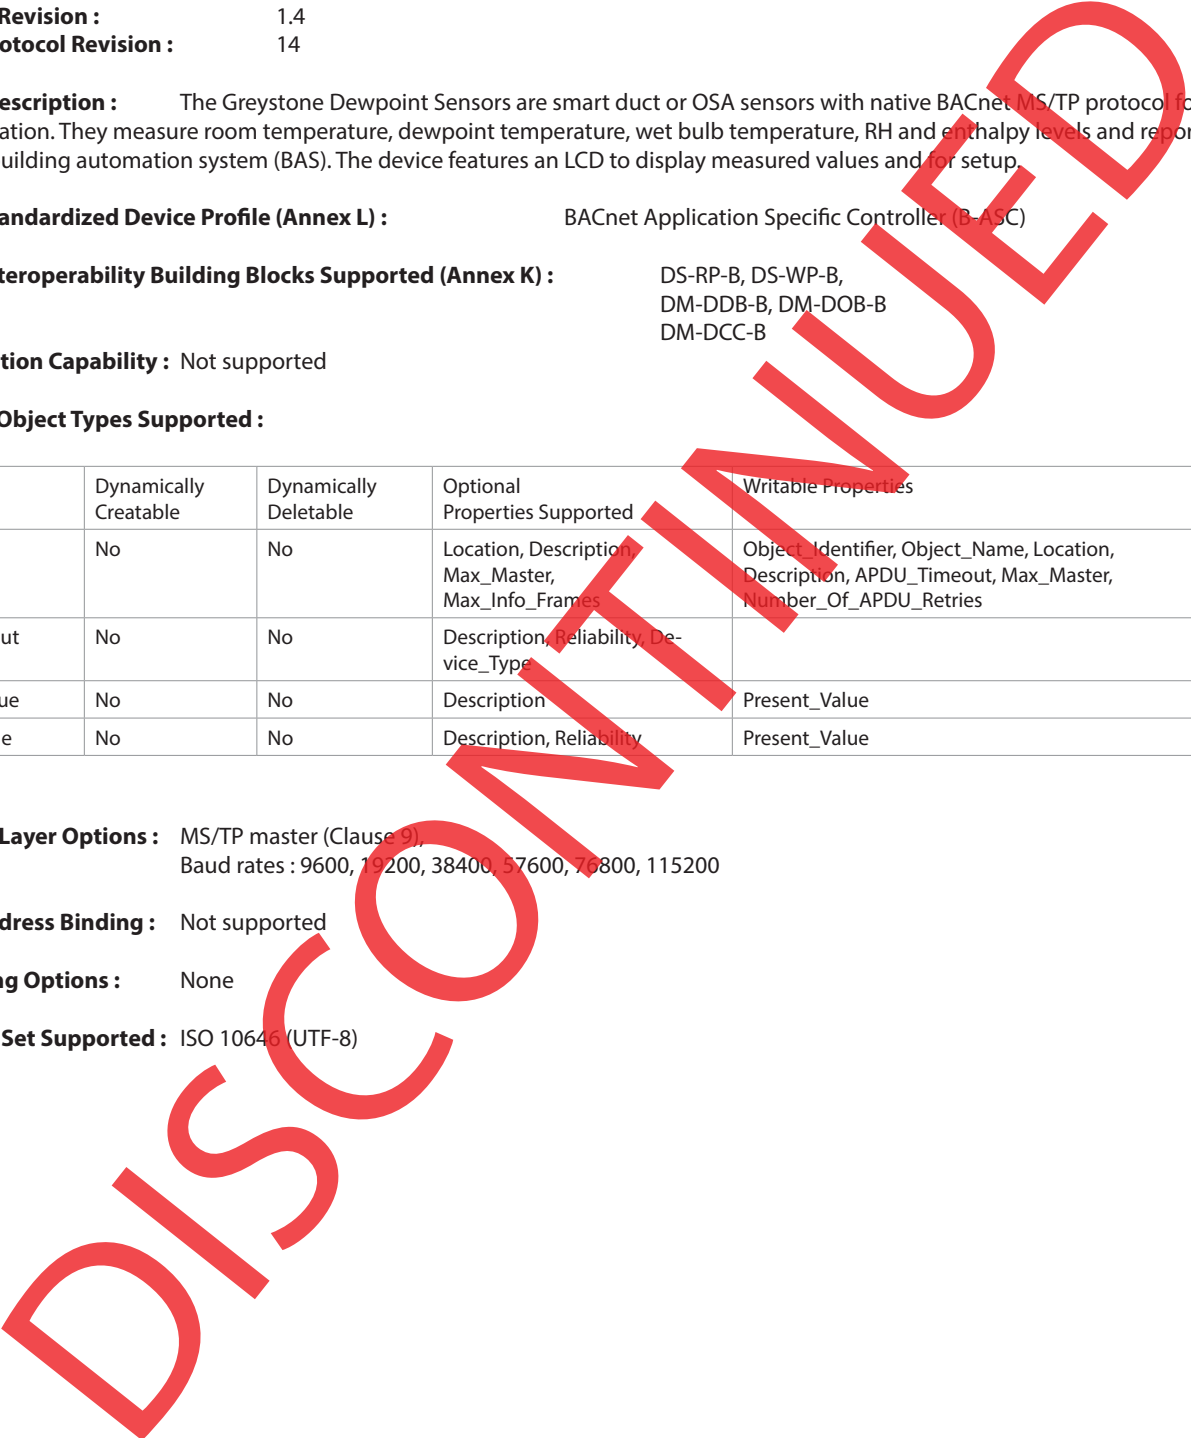 Revision : 1.4
otocol Revision : 14
escription : The Greystone Dewpoint Sensors are smart duct or OSA sensors with native BACnet MS/TP protocol fo
ation. They measure room temperature, dewpoint temperature, wet bulb temperature, RH and enthalpy levels and repor
uilding automation system (BAS). The device features an LCD to display measured values and for setup.
andardized Device Profile (Annex L) : BACnet Application Specific Controller (B-ASC)
teroperability Building Blocks Supported (Annex K) : DS-RP-B, DS-WP-B,
DM-DDB-B, DM-DOB-B
DM-DCC-B
tion Capability : Not supported
Object Types Supported :
Dynamically Creatable Dynamically Deletable Optional Properties Supported Writable Properties
No No Location, Description, Max_Master, Max_Info_Frames Object_Identifier, Object_Name, Location, Description, APDU_Timeout, Max_Master, Number_Of_APDU_Retries
ut No No Description, Reliability, De-vice_Type
ue No No Description Present_Value
e No No Description, Reliability Present_Value
Layer Options : MS/TP master (Clause 9),
Baud rates : 9600, 19200, 38400, 57600, 76800, 115200
dress Binding : Not supported
ng Options : None
Set Supported : ISO 10646 (UTF-8)
DISCONTINUED